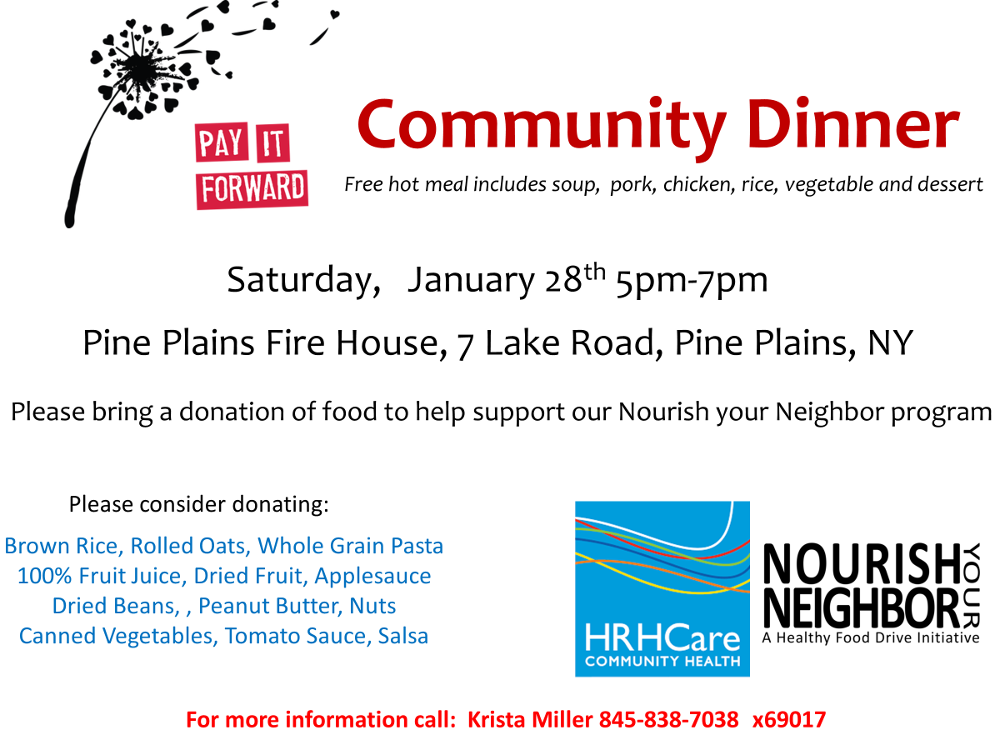 PAY IT
FORWARD
Community Dinner
Free hot meal includes soup, pork, chicken, rice, vegetable and dessert
Saturday, January 28th 5pm-7pm
Pine Plains Fire House, 7 Lake Road, Pine Plains, NY
Please bring a donation of food to help support our Nourish your Neighbor program
Please consider donating:
Brown Rice, Rolled Oats, Whole Grain Pasta
100% Fruit Juice, Dried Fruit, Applesauce
Dried Beans, , Peanut Butter, Nuts
Canned Vegetables, Tomato Sauce, Salsa
HRHCare
COMMUNITY HEALTH
NOURISH
YOUR
NEIGHBOR
A Healthy Food Drive Initiative
For more information call: Krista Miller 845-838-7038 x69017